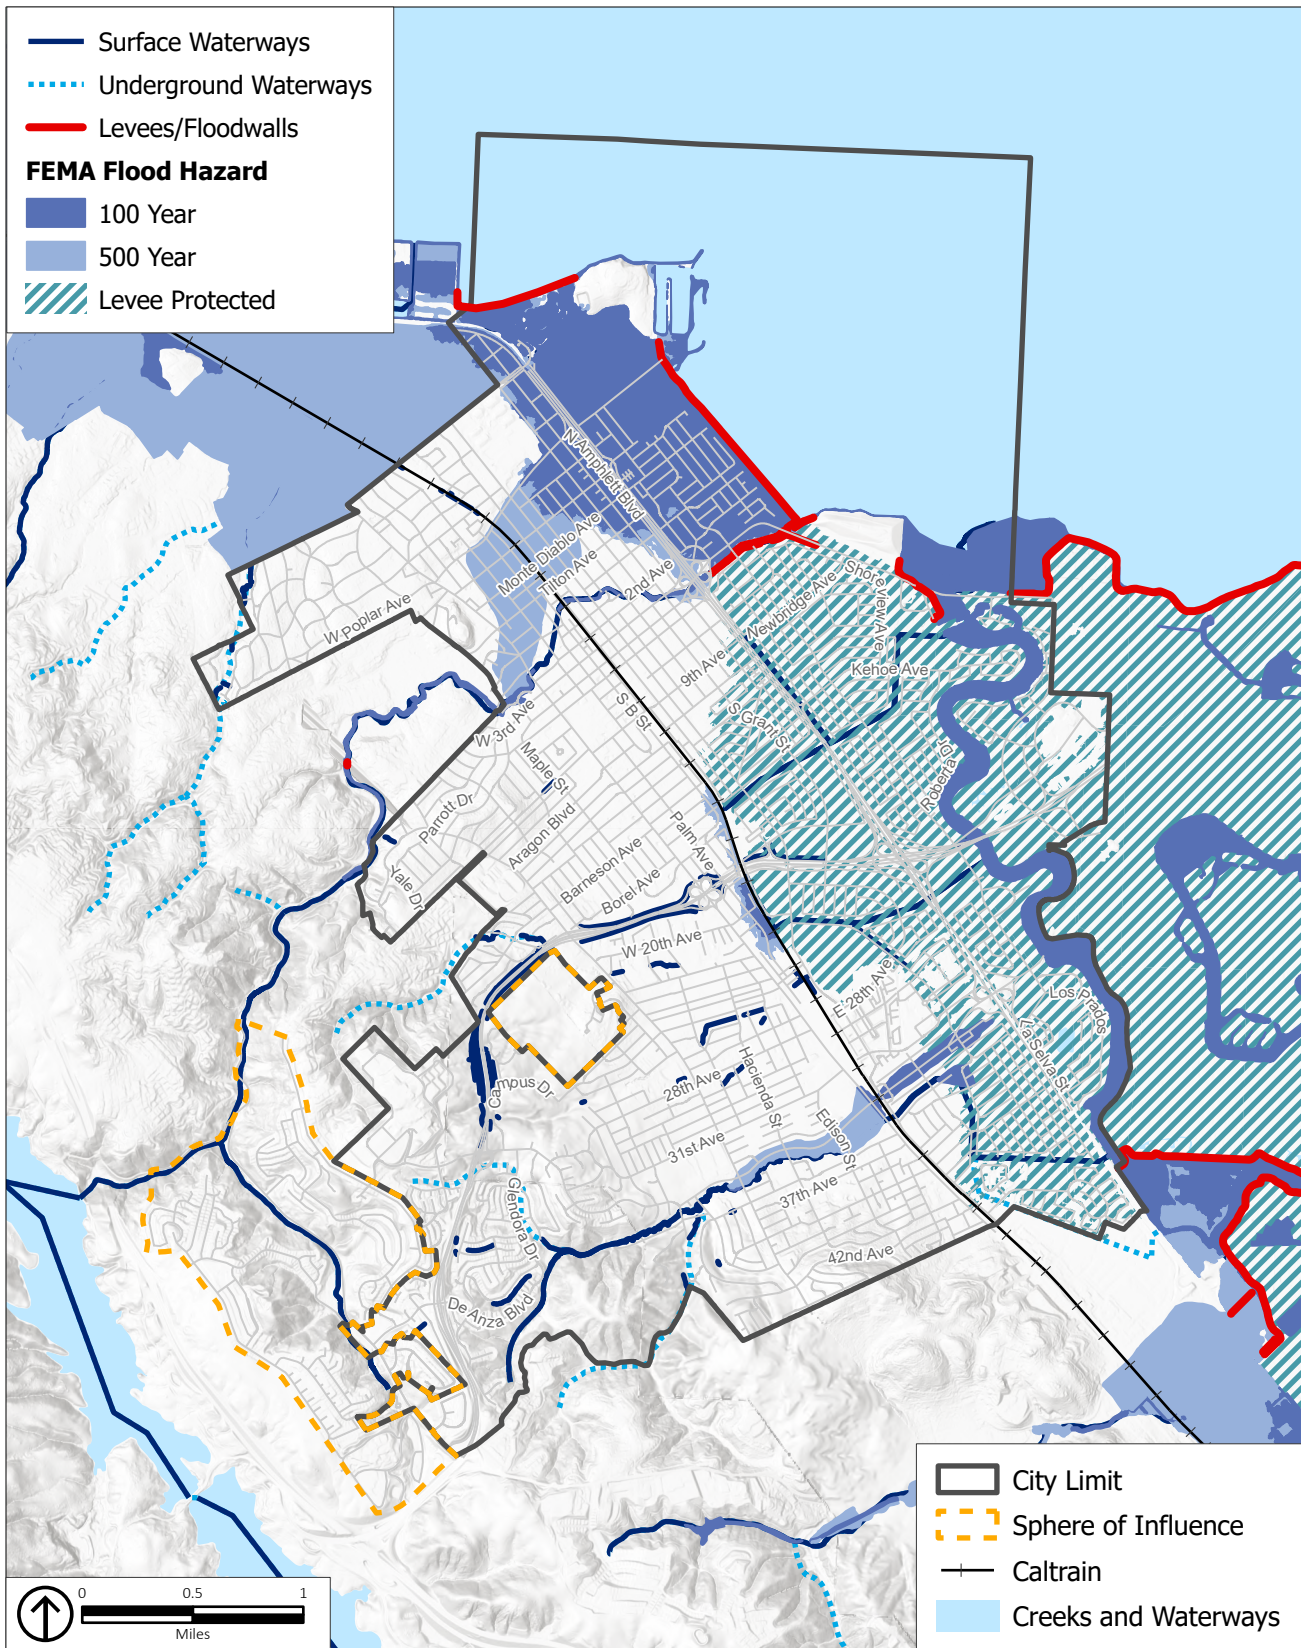 Surface Waterways
Underground Waterways
Levees/Floodwalls
FEMA Flood Hazard
100 Year
500 Year
Levee Protected
N Amphlett Blvd
Monte Diablo Ave
Tilton Ave
2nd Ave
W Poplar Ave
Newbridge Ave
Shoreview Ave
Kehoe Ave
9th Ave
S B St
S Grant St
W 3rd Ave
Maple St
Roberta Dr
Parrott Dr
Aragon Blvd
Palm Ave
Yale Dr
Barneson Ave
Borel Ave
W 20th Ave
E 28th Ave
Los Prados
La Selva St
Campus Dr
28th Ave
Hacienda St
Edison St
31st Ave
37th Ave
Glendora Dr
42nd Ave
De Anza Blvd
City Limit
Sphere of Influence
Caltrain
Creeks and Waterways
0 0.5 1
Miles